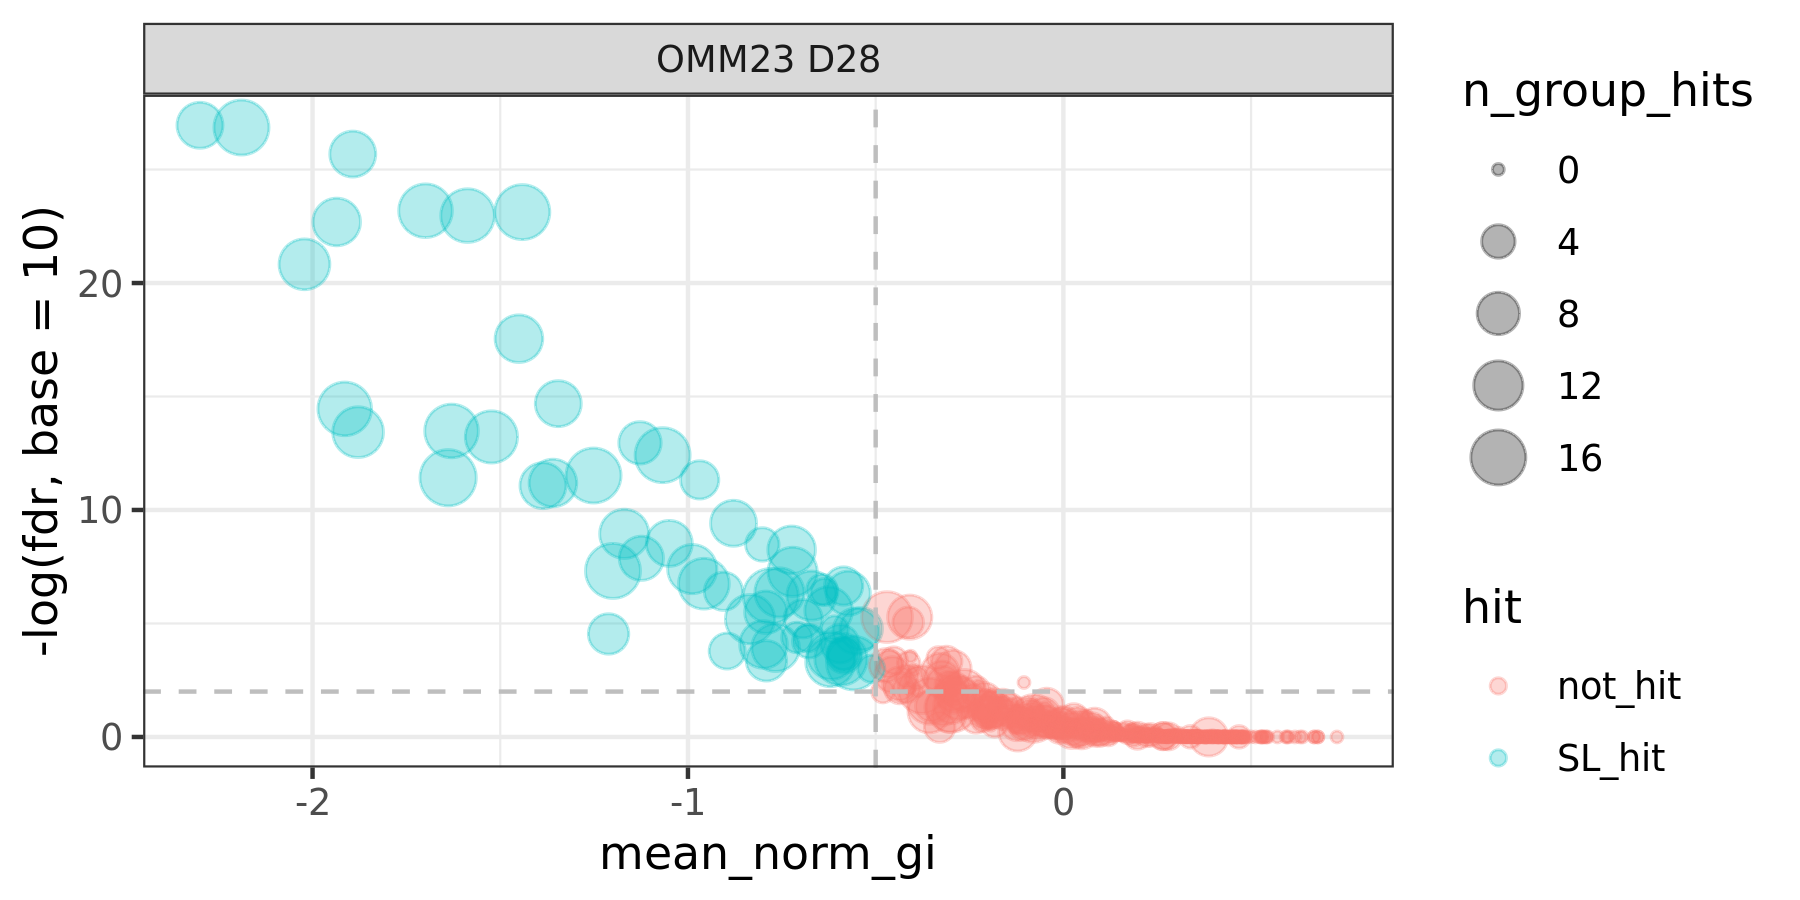 OMM23 D28
-log(fdr, base = 10)
20
10
0
-2
-1
0
mean_norm_gi
n_group_hits
0
4
8
12
16
hit
not_hit
SL_hit